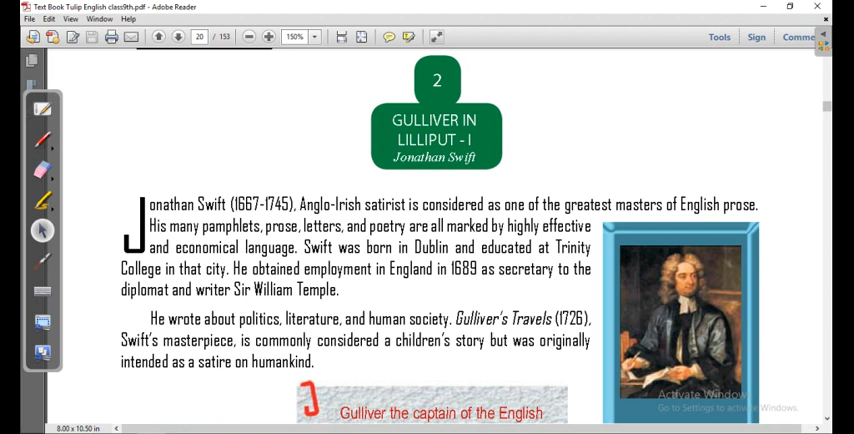 Text Book Tulip English class9th.pdf - Adobe Reader
File Edit View Window Help
20 / 153 150% Tools Sign Comme
2
GULLIVER IN
LILLIPUT - I
Jonathan Swift
Jonathan Swift (1667-1745), Anglo-Irish satirist is considered as one of the greatest masters of English prose.
His many pamphlets, prose, letters, and poetry are all marked by highly effective
and economical language. Swift was born in Dublin and educated at Trinity
College in that city. He obtained employment in England in 1689 as secretary to the
diplomat and writer Sir William Temple.
He wrote about politics, literature, and human society. Gulliver's Travels (1726),
Swift's masterpiece, is commonly considered a children's story but was originally
intended as a satire on humankind.
Gulliver the captain of the English
Activate Window
Go to Settings to activate Windows.
8.00 x 10.50 in